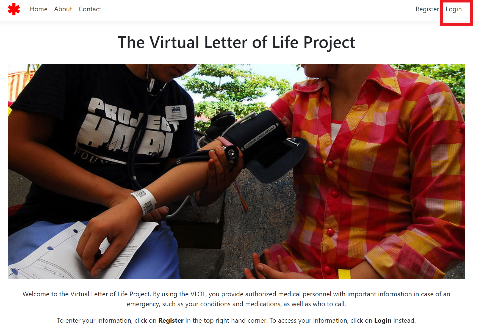 Home About Contact Register Login
The Virtual Letter of Life Project
PROJECT
HANDS
Welcome to the Virtual Letter of Life Project. By using the VLOL, you provide authorized medical personnel with important information in case of an
emergency, such as your conditions and medications, as well as who to call.
To enter your information, click on Register in the top right-hand corner. To access your information, click on Login instead.